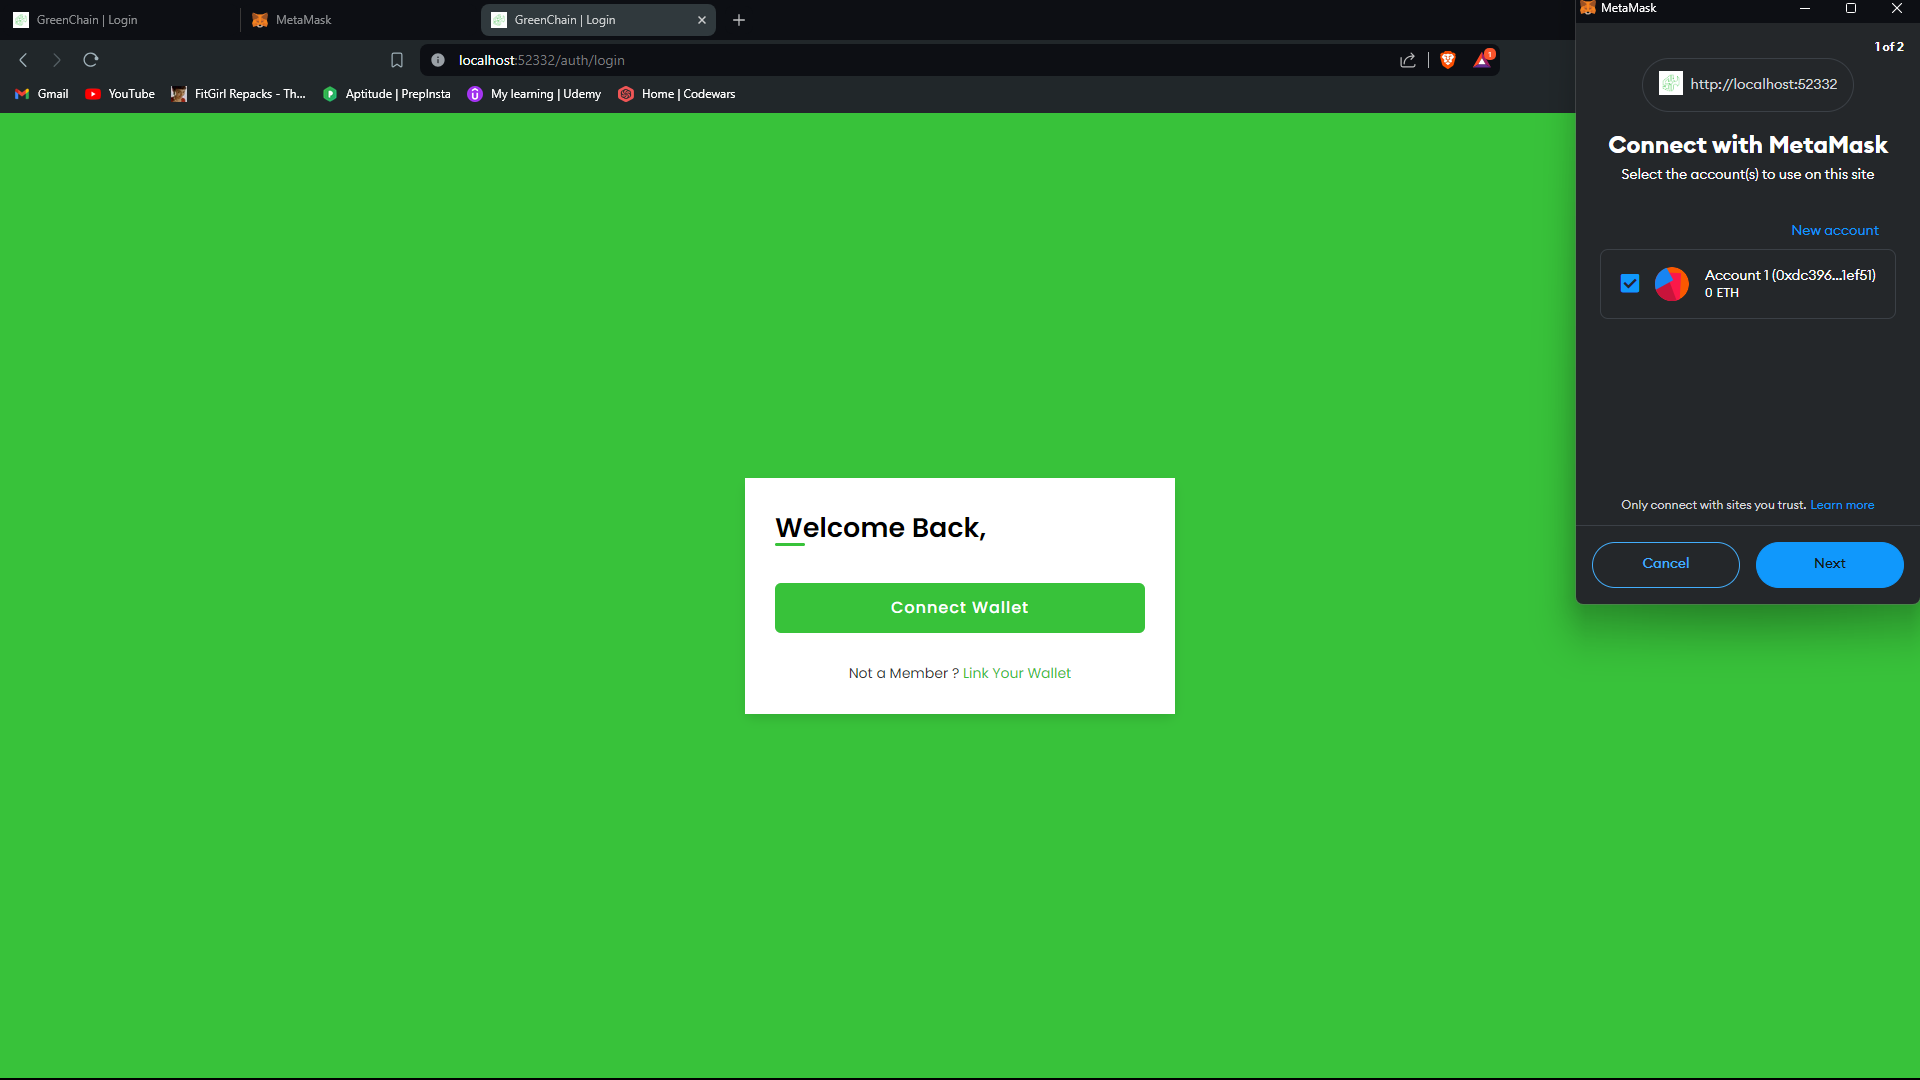 GreenChain | Login
MetaMask
GreenChain | Login
localhost:52332/auth/login
1
Gmail
YouTube
FitGirl Repacks - Th...
Aptitude | PrepInsta
My learning | Udemy
Home | Codewars
Welcome Back,
Connect Wallet
Not a Member ? Link Your Wallet
MetaMask
1 of 2
http://localhost:52332
Connect with MetaMask
Select the account(s) to use on this site
New account
Account 1 (0xdc396...1ef51)
0 ETH
Only connect with sites you trust. Learn more
Cancel
Next